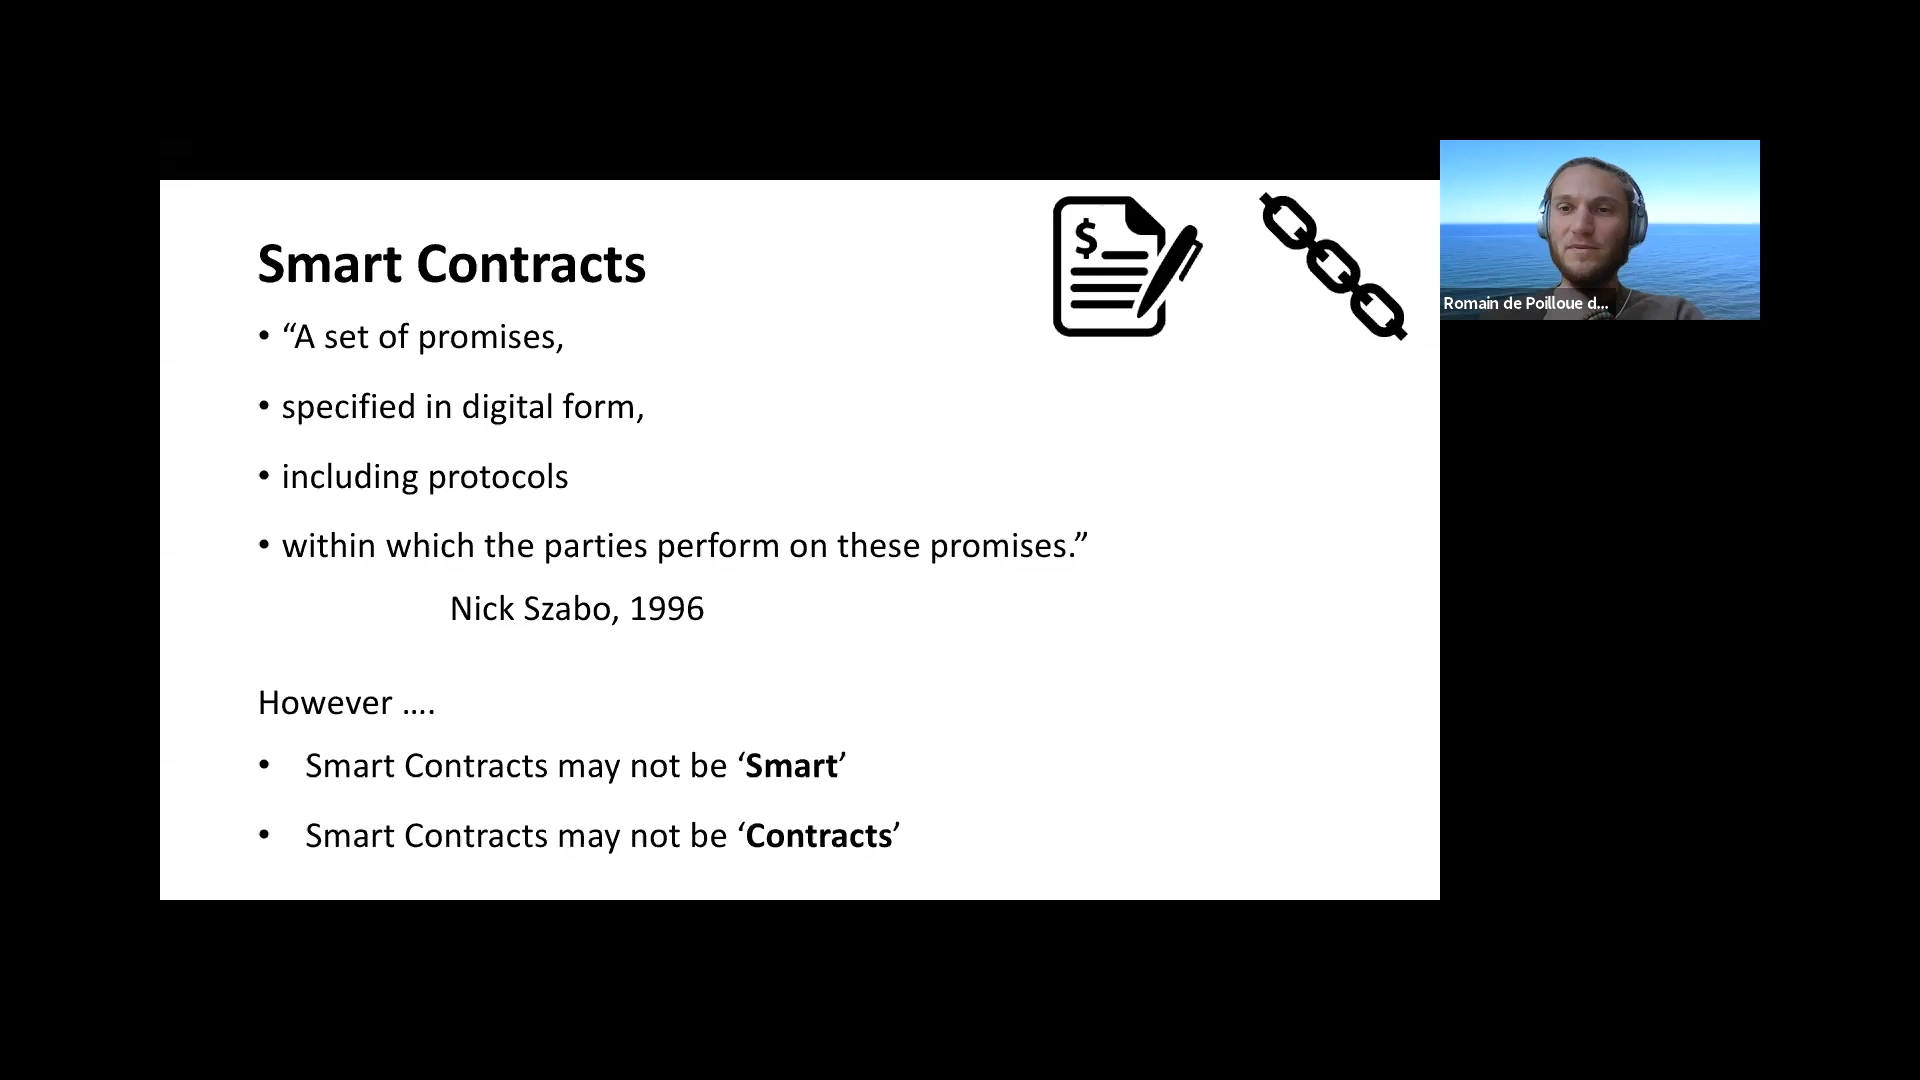 Smart Contracts
• “A set of promises,
• specified in digital form,
• including protocols
• within which the parties perform on these promises.”
Nick Szabo, 1996
However ....
• Smart Contracts may not be ‘Smart’
• Smart Contracts may not be ‘Contracts’
$
Romain de Poilloue d...